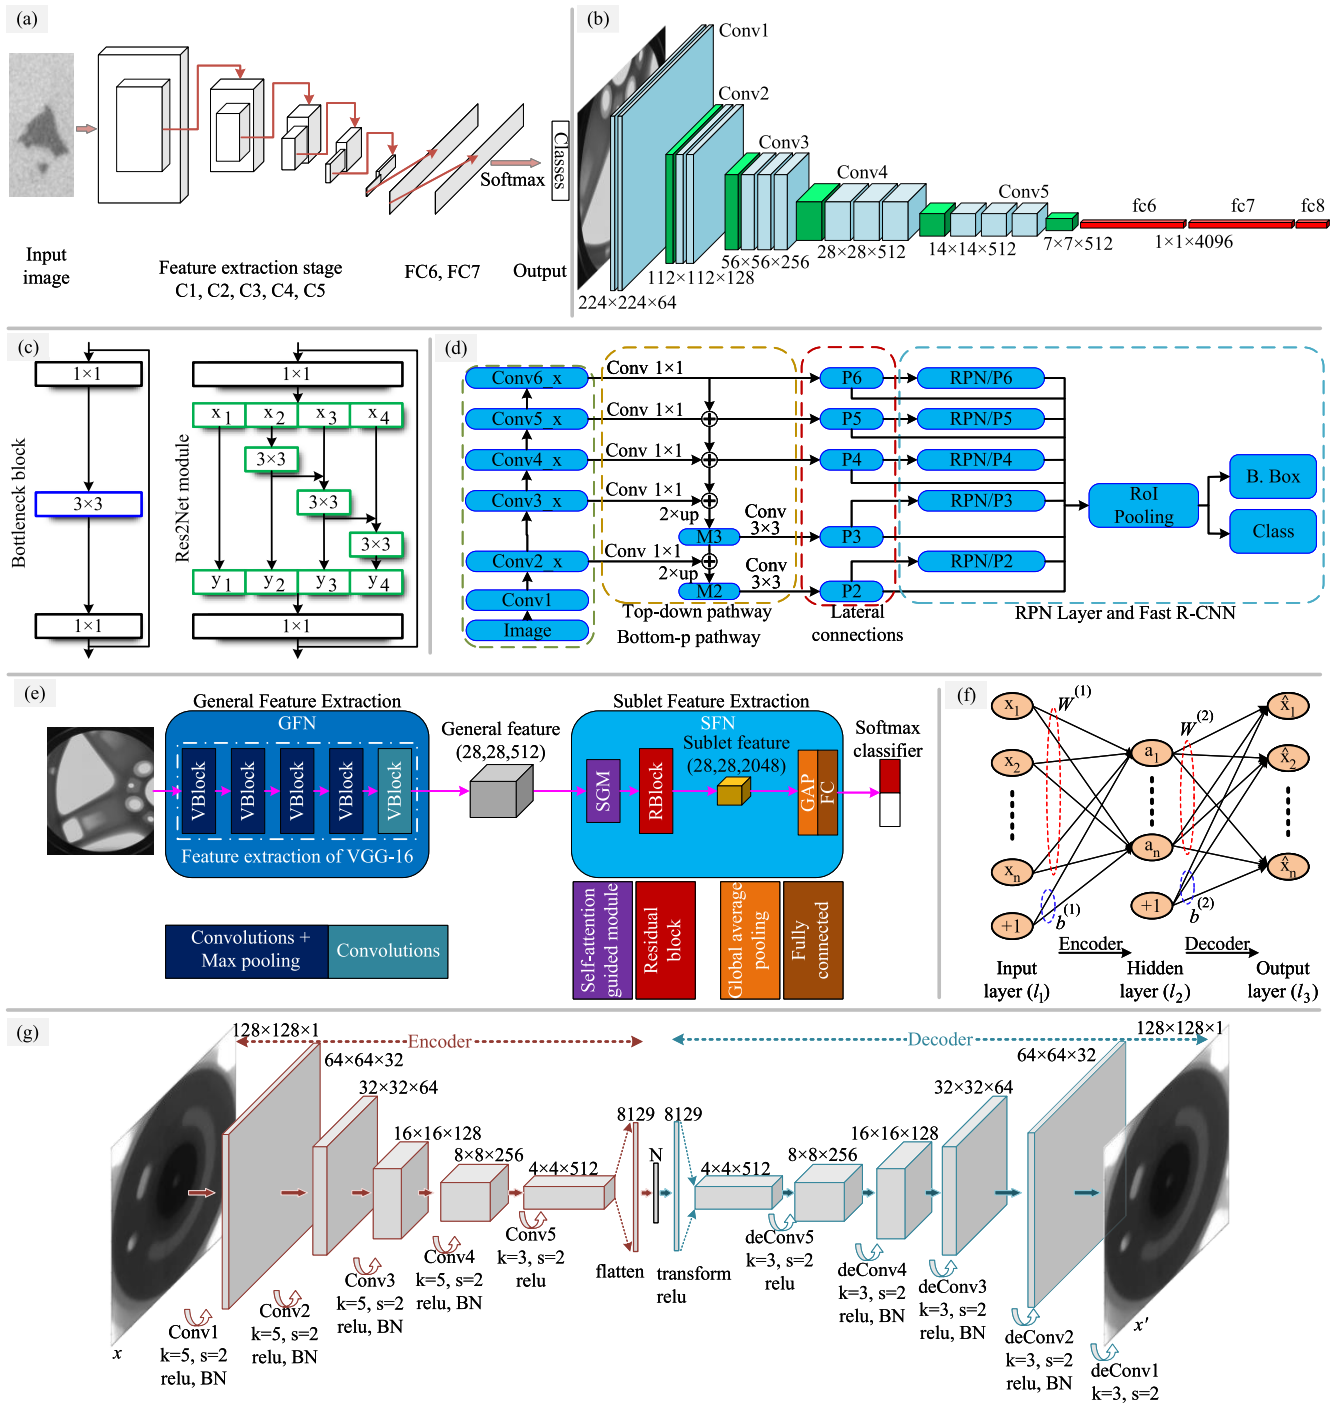 (a)
Input
image
Feature extraction stage
C1, C2, C3, C4, C5
FC6, FC7
Softmax
Output
Classes
(b)
Conv1
Conv2
Conv3
Conv4
Conv5
fc6
fc7
fc8
224×224×64
112×112×128
56×56×256
28×28×512
14×14×512
7×7×512
1×1×4096
(c)
Bottleneck block
1×1
3×3
1×1
Res2Net module
1×1
x1 x2 x3 x4
3×3
3×3
3×3
y1 y2 y3 y4
1×1
(d)
Conv6_x
Conv5_x
Conv4_x
Conv3_x
Conv2_x
Conv1
Image
Conv 1×1
Conv 1×1
Conv 1×1
Conv 1×1
2×up
Conv 1×1
2×up
M3
M2
Conv
3×3
Conv
3×3
P6
P5
P4
P3
P2
RPN/P6
RPN/P5
RPN/P4
RPN/P3
RPN/P2
RoI
Pooling
B. Box
Class
Top-down pathway
Bottom-p pathway
Lateral
connections
RPN Layer and Fast R-CNN
(e)
General Feature Extraction
GFN
VBlock
VBlock
VBlock
VBlock
VBlock
Feature extraction of VGG-16
General feature
(28,28,512)
Sublet Feature Extraction
SFN
SGM
RBlock
Sublet feature
(28,28,2048)
GAP
FC
Softmax
classifier
Convolutions +
Max pooling
Convolutions
Self-attention
guided module
Residual
block
Global average
pooling
Fully
connected
(f)
x1
x2
xn
+1
W(1)
b(1)
a1
an
+1
W(2)
b(2)
x̂1
x̂2
x̂n
Encoder
Decoder
Input
layer (l1)
Hidden
layer (l2)
Output
layer (l3)
(g)
Encoder
Decoder
128×128×1
64×64×32
32×32×64
16×16×128
8×8×256
4×4×512
8129
N
8129
4×4×512
8×8×256
16×16×128
32×32×64
64×64×32
128×128×1
x
Conv1
k=5, s=2
relu, BN
Conv2
k=5, s=2
relu, BN
Conv3
k=5, s=2
relu, BN
Conv4
k=5, s=2
relu, BN
Conv5
k=3, s=2
relu
flatten
transform
relu
deConv5
k=3, s=2
relu
deConv4
k=3, s=2
relu, BN
deConv3
k=3, s=2
relu, BN
deConv2
k=3, s=2
relu, BN
deConv1
k=3, s=2
x'